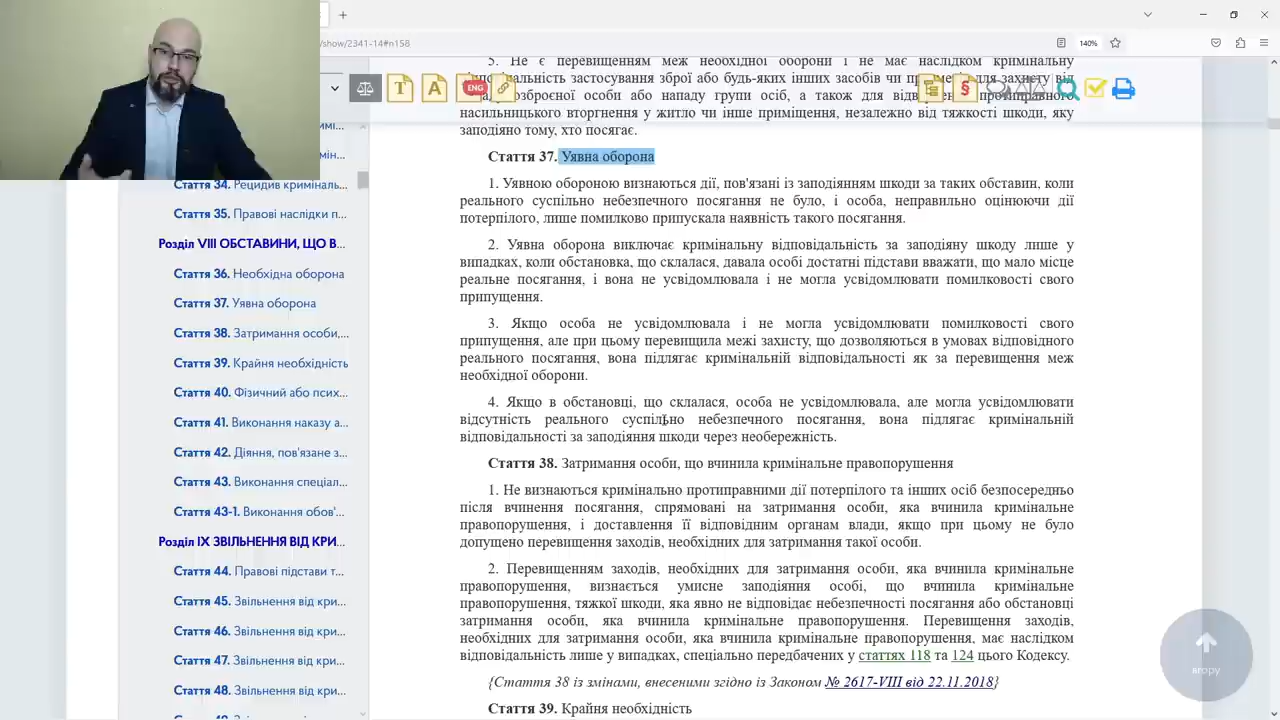 /show/2341-14#n158
140%
T
A
ENG
§
5. Не є перевищенням меж необхідної оборони і не має наслідком кримінальну
застосування зброї або будь-яких інших засобів чи
озброєної особи або нападу групи осіб, а також для
насильницького вторгнення у житло чи інше приміщення, незалежно від тяжкості шкоди, яку
заподіяно тому, хто посягає.
Стаття 37. Уявна оборона
1. Уявною обороною визнаються дії, пов'язані із заподіянням шкоди за таких обставин, коли
реального суспільно небезпечного посягання не було, і особа, неправильно оцінюючи дії
потерпілого, лише помилково припускала наявність такого посягання.
2. Уявна оборона виключає кримінальну відповідальність за заподіяну шкоду лише у
випадках, коли обстановка, що склалася, давала особі достатні підстави вважати, що мало місце
реальне посягання, і вона не усвідомлювала і не могла усвідомлювати помилковості свого
припущення.
3. Якщо особа не усвідомлювала і не могла усвідомлювати помилковості свого
припущення, але при цьому перевищила межі захисту, що дозволяються в умовах відповідного
реального посягання, вона підлягає кримінальній відповідальності як за перевищення меж
необхідної оборони.
4. Якщо в обстановці, що склалася, особа не усвідомлювала, але могла усвідомлювати
відсутність реального суспільно небезпечного посягання, вона підлягає кримінальній
відповідальності за заподіяння шкоди через необережність.
Стаття 38. Затримання особи, що вчинила кримінальне правопорушення
1. Не визнаються кримінально протиправними дії потерпілого та інших осіб безпосередньо
після вчинення посягання, спрямовані на затримання особи, яка вчинила кримінальне
правопорушення, і доставлення її відповідним органам влади, якщо при цьому не було
допущено перевищення заходів, необхідних для затримання такої особи.
2. Перевищенням заходів, необхідних для затримання особи, яка вчинила кримінальне
правопорушення, визнається умисне заподіяння особі, що вчинила кримінальне
правопорушення, тяжкої шкоди, яка явно не відповідає небезпечності посягання або обстановці
затримання особи, яка вчинила кримінальне правопорушення. Перевищення заходів,
необхідних для затримання особи, яка вчинила кримінальне правопорушення, має наслідком
відповідальність лише у випадках, спеціально передбачених у статтях 118 та 124 цього Кодексу.
{Стаття 38 із змінами, внесеними згідно із Законом № 2617-VIII від 22.11.2018}
Стаття 39. Крайня необхідність
Стаття 34. Рецидив криміналь...
Стаття 35. Правові наслідки п...
Розділ VIII ОБСТАВИНИ, ЩО В...
Стаття 36. Необхідна оборона
Стаття 37. Уявна оборона
Стаття 38. Затримання особи,...
Стаття 39. Крайня необхідність
Стаття 40. Фізичний або псих...
Стаття 41. Виконання наказу а...
Стаття 42. Діяння, пов'язане з...
Стаття 43. Виконання спеціал...
Стаття 43-1. Виконання обов'...
Розділ IX ЗВІЛЬНЕННЯ ВІД КРИ...
Стаття 44. Правові підстави т...
Стаття 45. Звільнення від кри...
Стаття 46. Звільнення від кри...
Стаття 47. Звільнення від кри...
Стаття 48. Звільнення від кри...
вгору